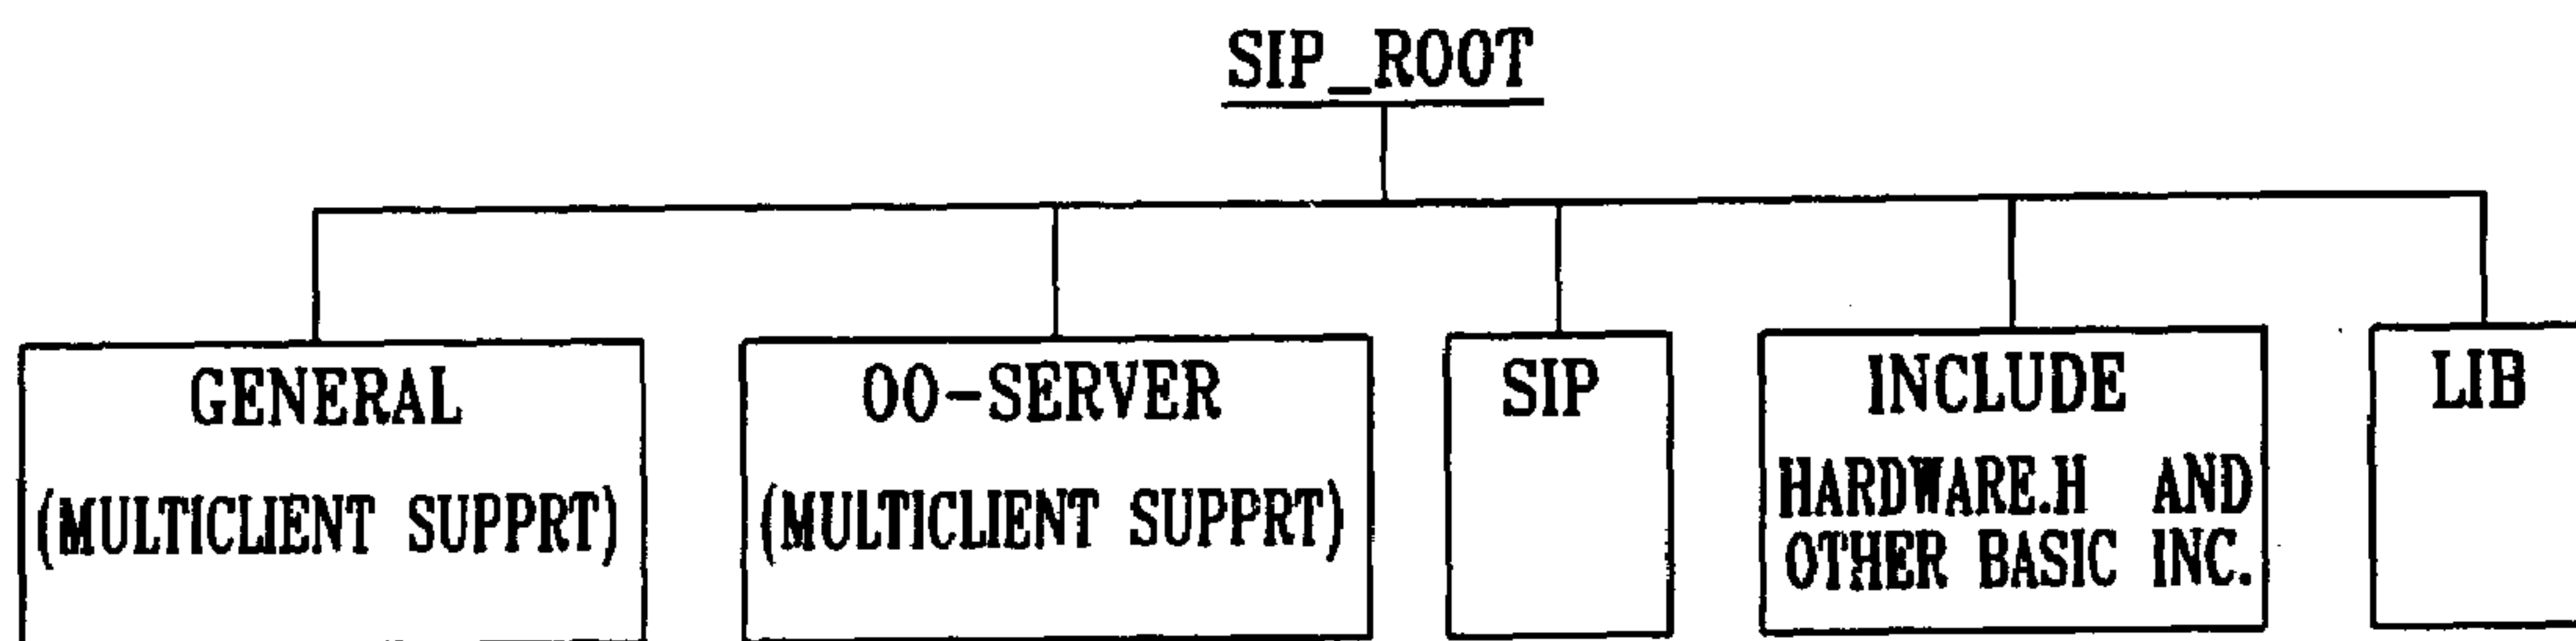 SIP_ROOT
GENERAL
(MULTICLIENT SUPPRT)
OO-SERVER
(MULTICLIENT SUPPRT)
SIP
INCLUDE
HARDWARE.H AND
OTHER BASIC INC.
LIB